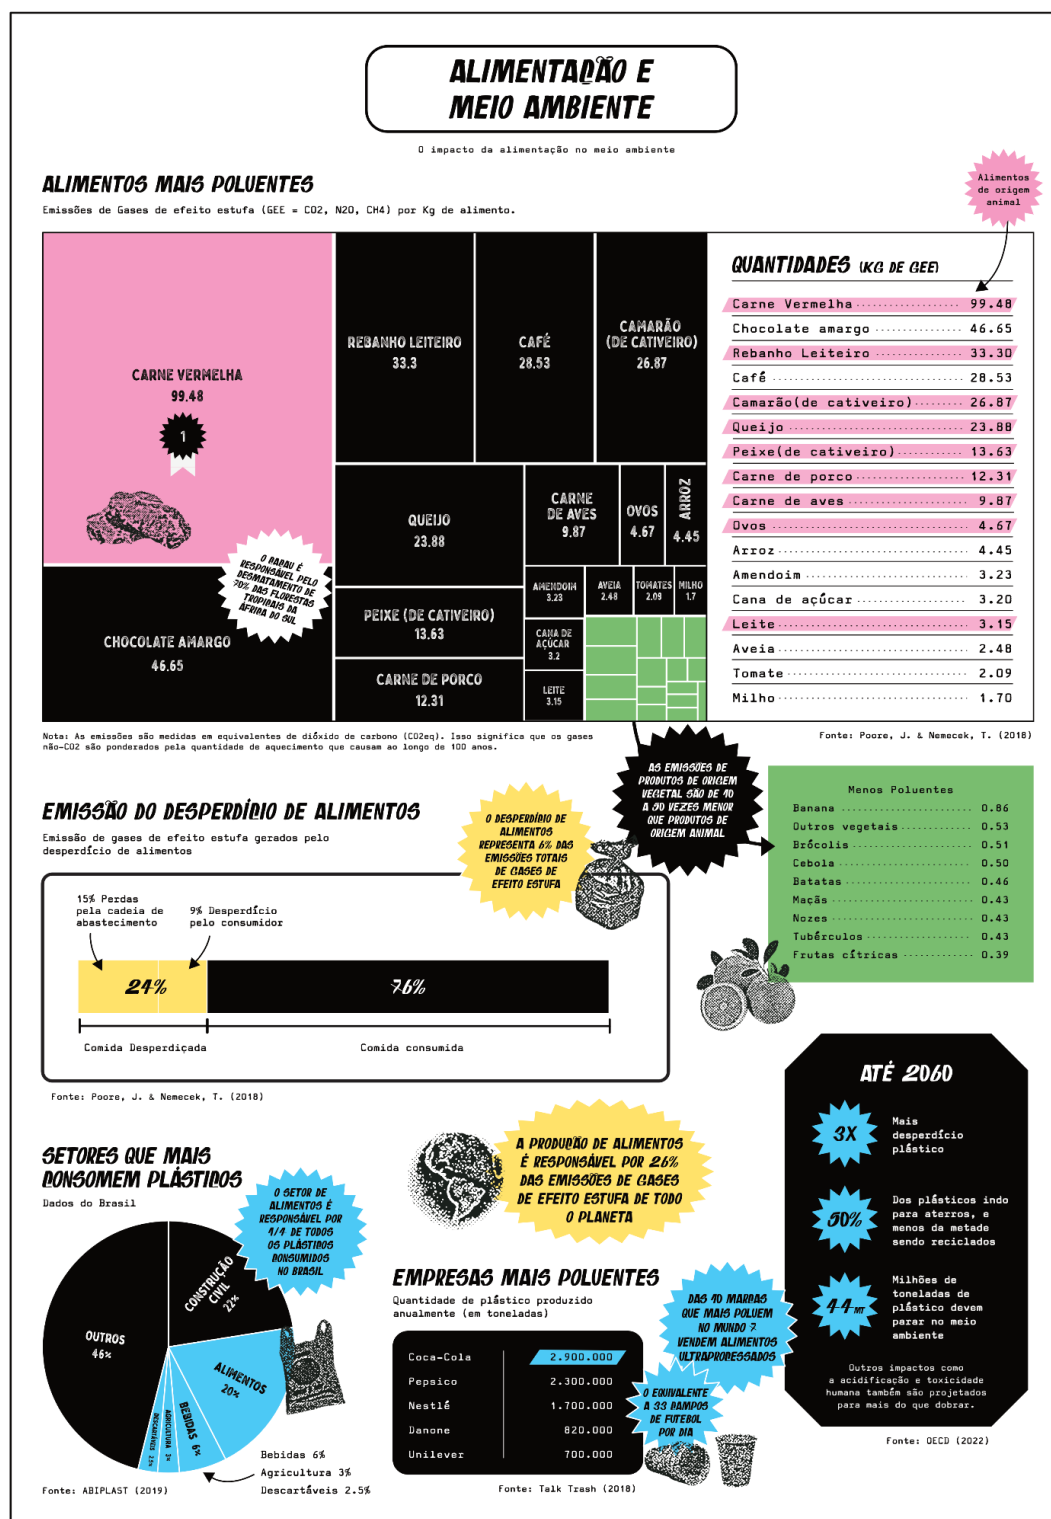 ALIMENTAÇÃO E
MEIO AMBIENTE
O impacto da alimentação no meio ambiente
ALIMENTOS MAIS POLUENTES
Emissões de Gases de efeito estufa (GEE = CO2, N2O, CH4) por Kg de alimento.
Alimentos
de origem
animal
CARNE VERMELHA
99.48
1
O CACAU É
RESPONSÁVEL PELO
DESMATAMENTO DE
70% DAS FLORESTAS
TROPICAIS DA
ÁFRICA DO SUL
CHOCOLATE AMARGO
46.65
REBANHO LEITEIRO
33.3
CAFÉ
28.53
CAMARÃO
(DE CATIVEIRO)
26.87
QUEIJO
23.88
PEIXE (DE CATIVEIRO)
13.63
CARNE DE PORCO
12.31
CARNE
DE AVES
9.87
OVOS
4.67
ARROZ
4.45
AMENDOIM
3.23
AVEIA
2.48
TOMATES
2.09
MILHO
1.7
CANA DE
AÇÚCAR
3.2
LEITE
3.15
QUANTIDADES (KG DE GEE)
Carne Vermelha 99.48
Chocolate amargo 46.65
Rebanho Leiteiro 33.30
Café 28.53
Camarão(de cativeiro) 26.87
Queijo 23.88
Peixe(de cativeiro) 13.63
Carne de porco 12.31
Carne de aves 9.87
Ovos 4.67
Arroz 4.45
Amendoim 3.23
Cana de açúcar 3.20
Leite 3.15
Aveia 2.48
Tomate 2.09
Milho 1.70
Nota: As emissões são medidas em equivalentes de dióxido de carbono (CO2eq). Isso significa que os gases
não-CO2 são ponderados pela quantidade de aquecimento que causam ao longo de 100 anos.
Fonte: Poore, J. & Nemecek, T. (2018)
AS EMISSÕES DE
PRODUTOS DE ORIGEM
VEGETAL SÃO DE 10
A 50 VEZES MENOR
QUE PRODUTOS DE
ORIGEM ANIMAL
Menos Poluentes
Banana 0.86
Outros vegetais 0.53
Brócolis 0.51
Cebola 0.50
Batatas 0.46
Maçãs 0.43
Nozes 0.43
Tubérculos 0.43
Frutas cítricas 0.39
EMISSÃO DO DESPERDÍCIO DE ALIMENTOS
Emissão de gases de efeito estufa gerados pelo
desperdício de alimentos
O DESPERDÍCIO DE
ALIMENTOS
REPRESENTA 6% DAS
EMISSÕES TOTAIS
DE GASES DE
EFEITO ESTUFA
15% Perdas
pela cadeia de
abastecimento
9% Desperdício
pelo consumidor
24%
76%
Comida Desperdiçada
Comida consumida
Fonte: Poore, J. & Nemecek, T. (2018)
SETORES QUE MAIS
CONSOMEM PLÁSTICOS
Dados do Brasil
O SETOR DE
ALIMENTOS É
RESPONSÁVEL POR
1/4 DE TODOS
OS PLÁSTICOS
CONSUMIDOS
NO BRASIL
CONSTRUÇÃO
CIVIL
22%
OUTROS
46%
ALIMENTOS
20%
BEBIDAS 6%
AGRICULTURA 3%
DESCARTÁVEIS 2.5%
Bebidas 6%
Agricultura 3%
Descartáveis 2.5%
Fonte: ABIPLAST (2019)
A PRODUÇÃO DE ALIMENTOS
É RESPONSÁVEL POR 26%
DAS EMISSÕES DE GASES
DE EFEITO ESTUFA DE TODO
O PLANETA
EMPRESAS MAIS POLUENTES
Quantidade de plástico produzido
anualmente (em toneladas)
Coca-Cola 2.900.000
Pepsico 2.300.000
Nestlé 1.700.000
Danone 820.000
Unilever 700.000
DAS 10 MARCAS
QUE MAIS POLUEM
NO MUNDO 7
VENDEM ALIMENTOS
ULTRAPROCESSADOS
O EQUIVALENTE
A 33 CAMPOS
DE FUTEBOL
POR DIA
Fonte: Talk Trash (2018)
ATÉ 2060
3X
Mais
desperdício
plástico
50%
Dos plásticos indo
para aterros, e
menos da metade
sendo reciclados
44 MT
Milhões de
toneladas de
plástico devem
parar no meio
ambiente
Outros impactos como
a acidificação e toxicidade
humana também são projetados
para mais do que dobrar.
Fonte: OECD (2022)